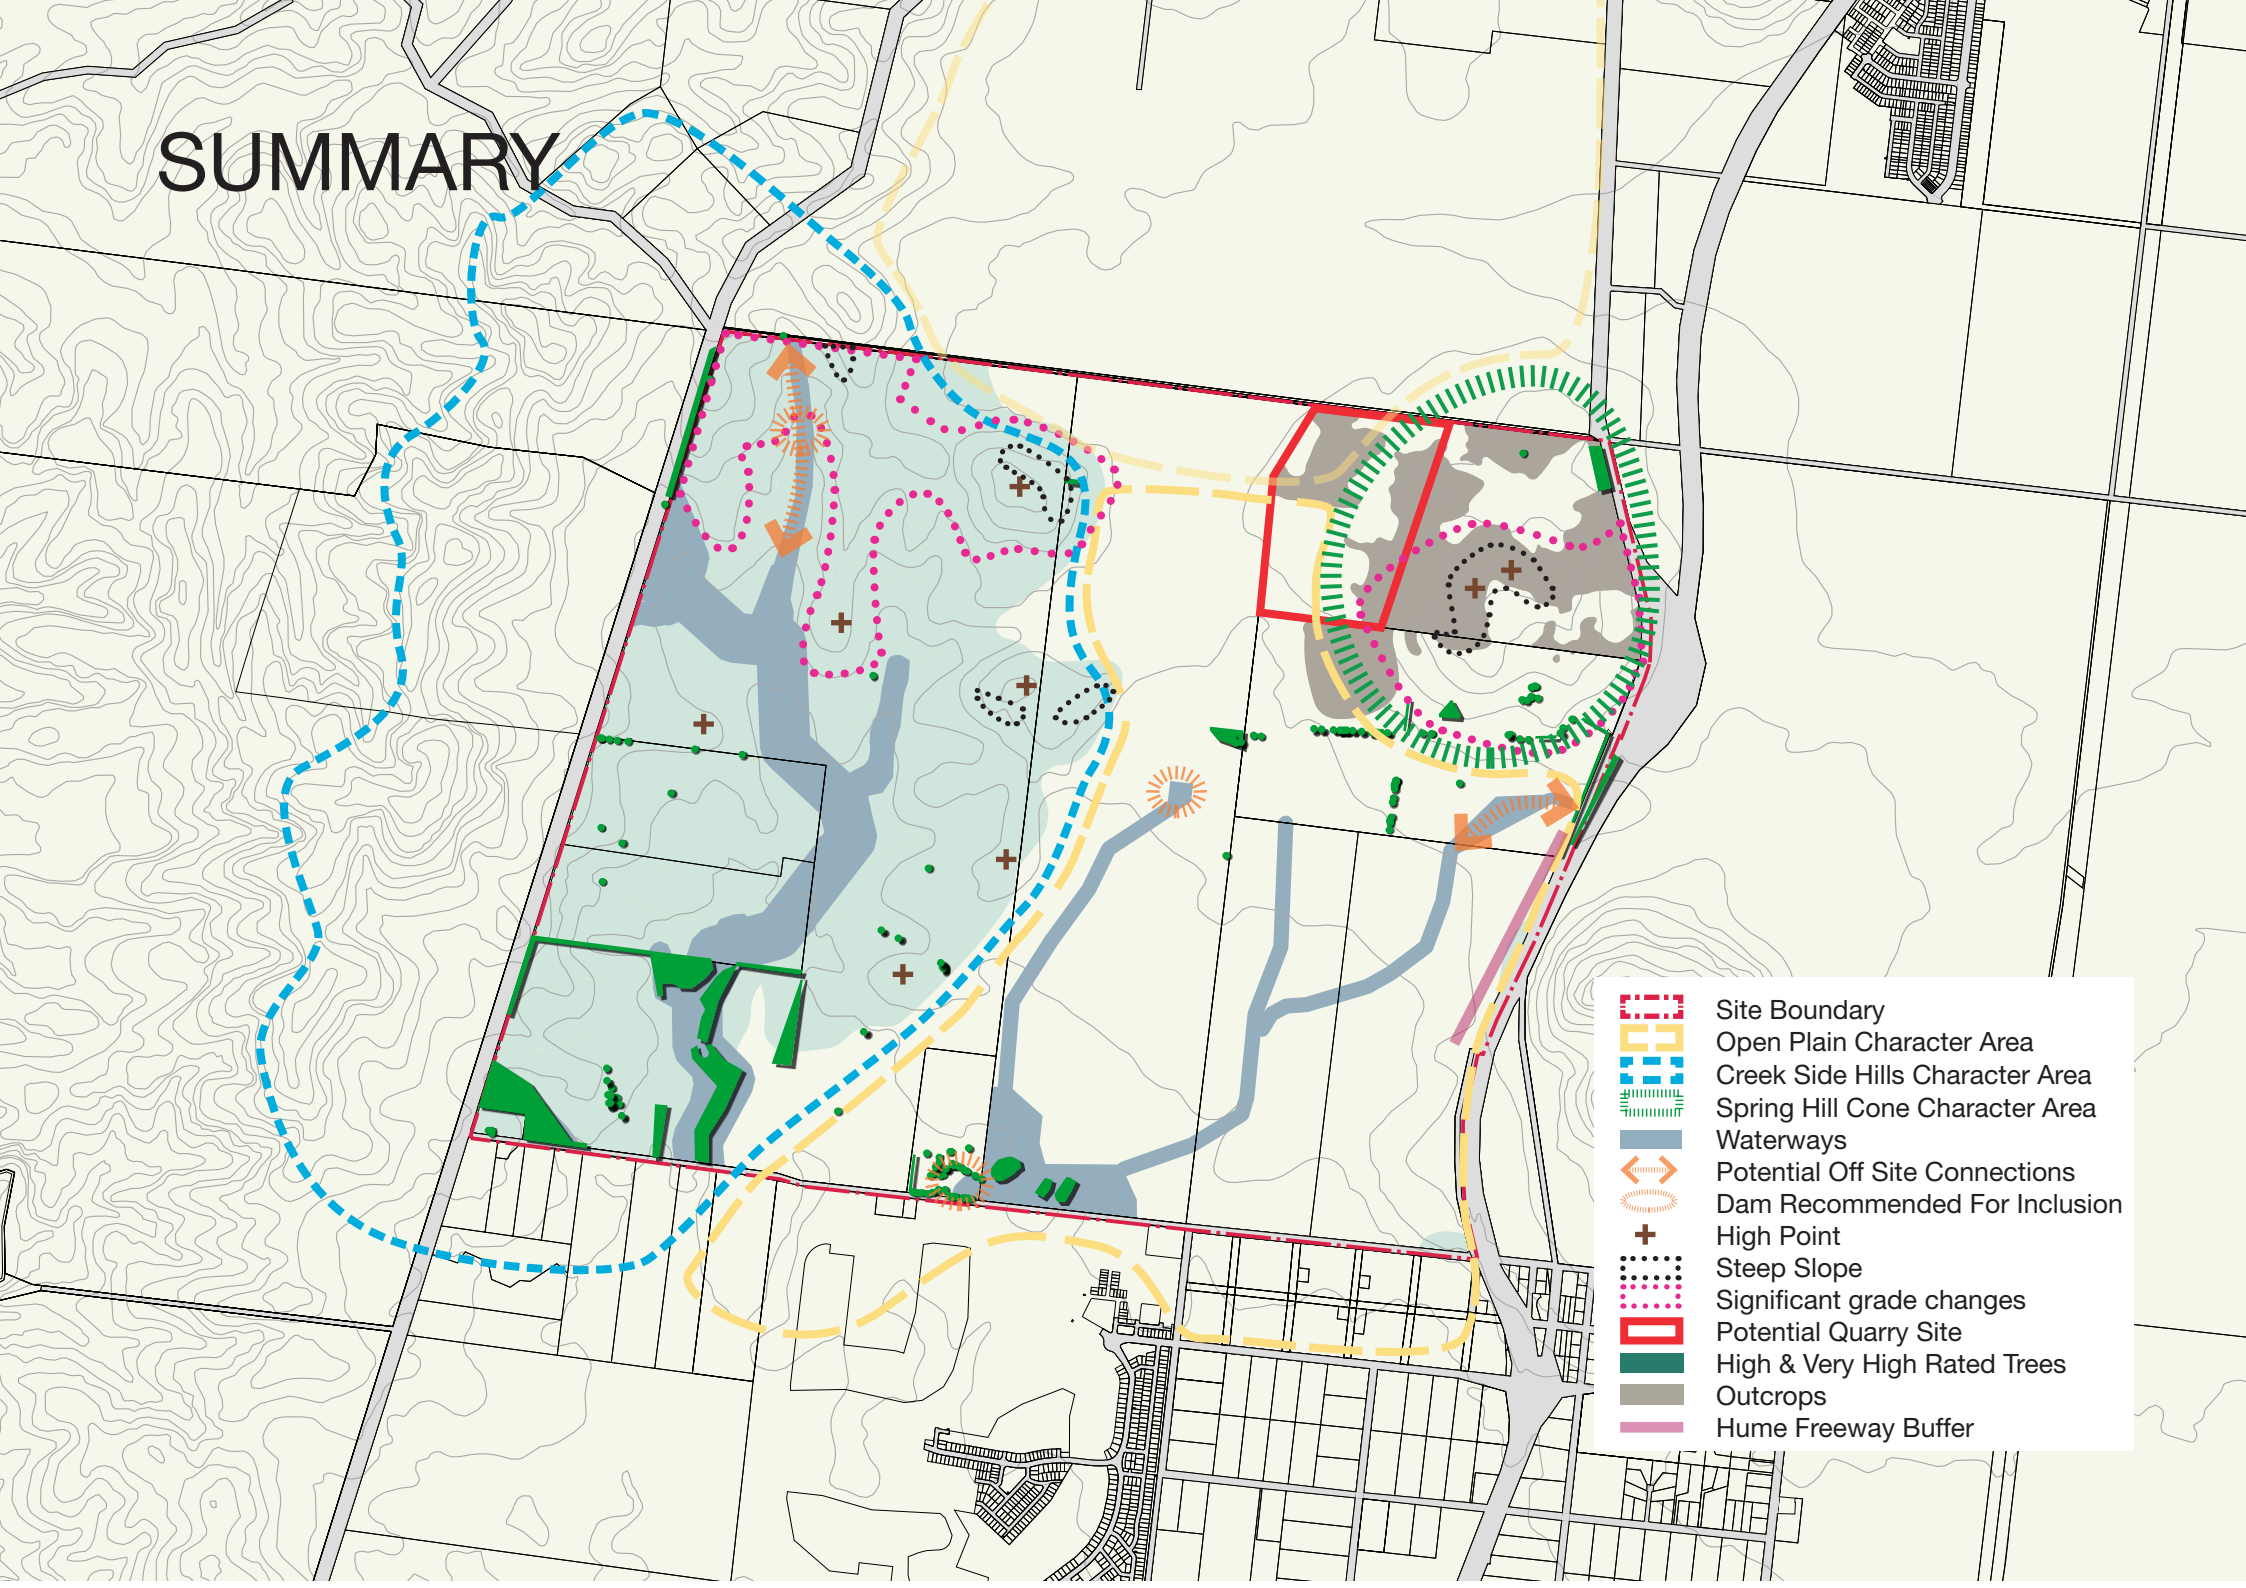 SUMMARY
Site Boundary
Open Plain Character Area
Creek Side Hills Character Area
Spring Hill Cone Character Area
Waterways
Potential Off Site Connections
Dam Recommended For Inclusion
High Point
Steep Slope
Significant grade changes
Potential Quarry Site
High & Very High Rated Trees
Outcrops
Hume Freeway Buffer